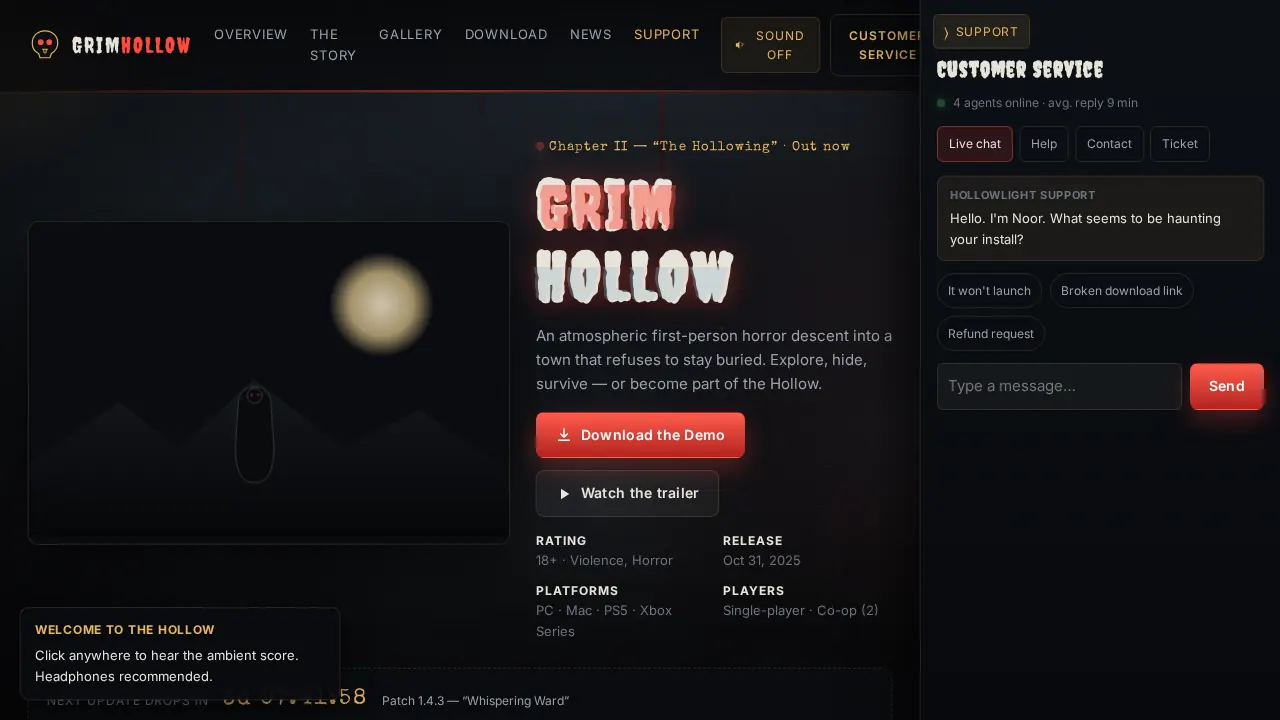 GRIMHOLLOW
OVERVIEW
THE
STORY
GALLERY
DOWNLOAD
NEWS
SUPPORT
SOUND
OFF
CUSTOMER
SERVICE
Chapter II — “The Hollowing” · Out now
GRIM
HOLLOW
An atmospheric first-person horror descent into a
town that refuses to stay buried. Explore, hide,
survive — or become part of the Hollow.
Download the Demo
Watch the trailer
RATING
18+ · Violence, Horror
RELEASE
Oct 31, 2025
PLATFORMS
PC · Mac · PS5 · Xbox
Series
PLAYERS
Single-player · Co-op (2)
WELCOME TO THE HOLLOW
Click anywhere to hear the ambient score.
Headphones recommended.
NEXT UPDATE DROPS IN
Patch 1.4.3 — “Whispering Ward”
⟩ SUPPORT
CUSTOMER SERVICE
4 agents online · avg. reply 9 min
Live chat
Help
Contact
Ticket
HOLLOWLIGHT SUPPORT
Hello. I'm Noor. What seems to be haunting
your install?
It won't launch
Broken download link
Refund request
Type a message...
Send